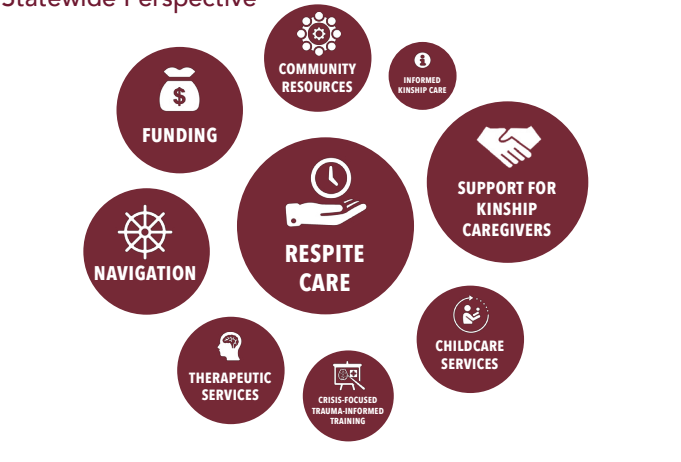 Statewide Perspective
COMMUNITY
RESOURCES
INFORMED
KINSHIP CARE
$
FUNDING
SUPPORT FOR
KINSHIP
CAREGIVERS
RESPITE
CARE
NAVIGATION
CHILDCARE
SERVICES
THERAPEUTIC
SERVICES
CRISIS-FOCUSED
TRAUMA-INFORMED
TRAINING